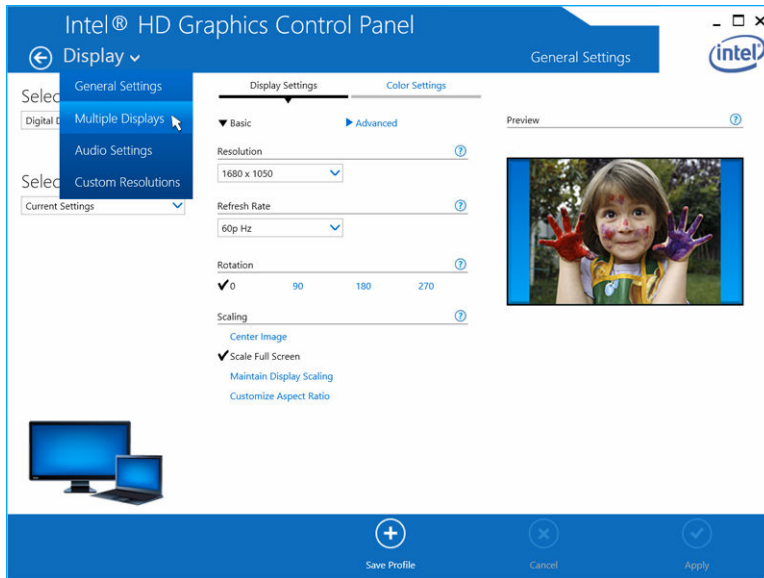 Intel® HD Graphics Control Panel
Display
General Settings
intel
General Settings
Multiple Displays
Audio Settings
Custom Resolutions
Selec
Digital D
Selec
Current Settings
Display Settings
Color Settings
Basic
Advanced
Resolution
?
1680 x 1050
Refresh Rate
?
60p Hz
Rotation
?
0 90 180 270
Scaling
?
Center Image
Scale Full Screen
Maintain Display Scaling
Customize Aspect Ratio
Preview
?
Save Profile
Cancel
Apply